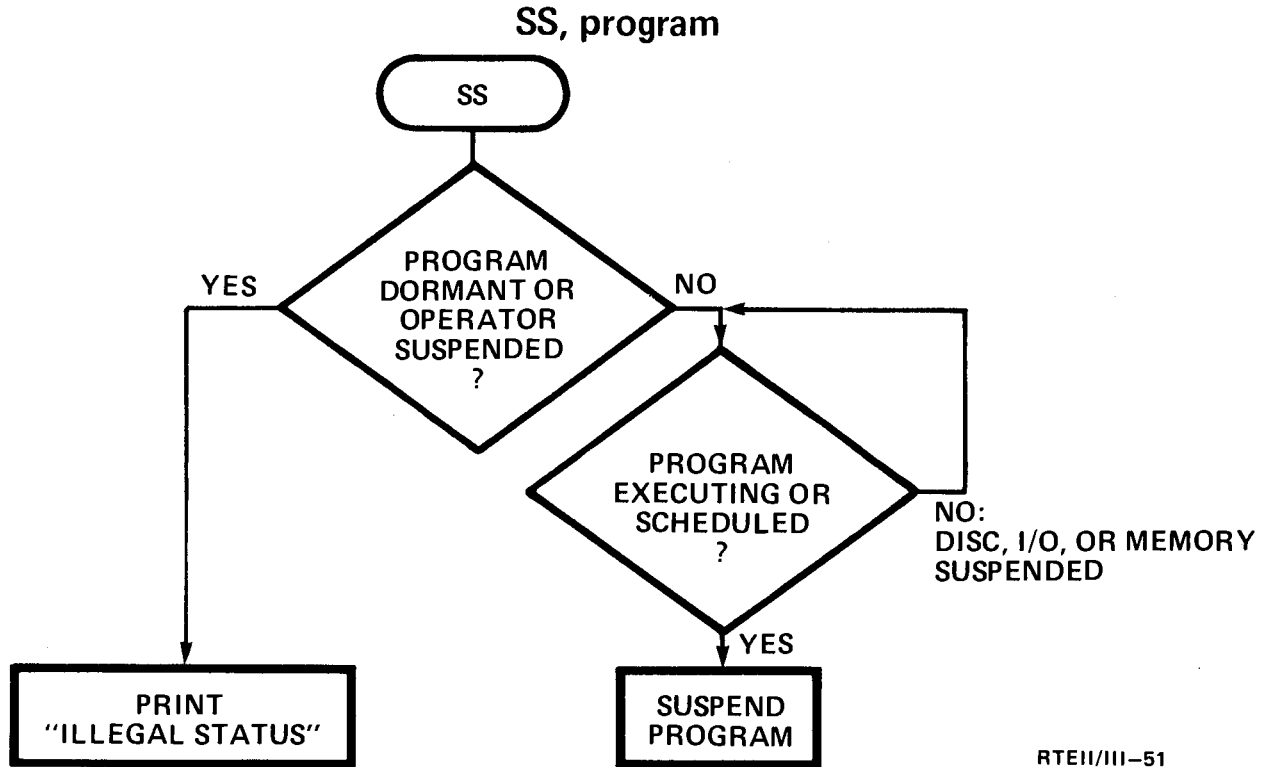 SS, program
SS
PROGRAM
DORMANT OR
OPERATOR
SUSPENDED
?
YES
NO
PROGRAM
EXECUTING OR
SCHEDULED
?
NO:
DISC, I/O, OR MEMORY
SUSPENDED
YES
PRINT
"ILLEGAL STATUS"
SUSPEND
PROGRAM
RTEII/III–51